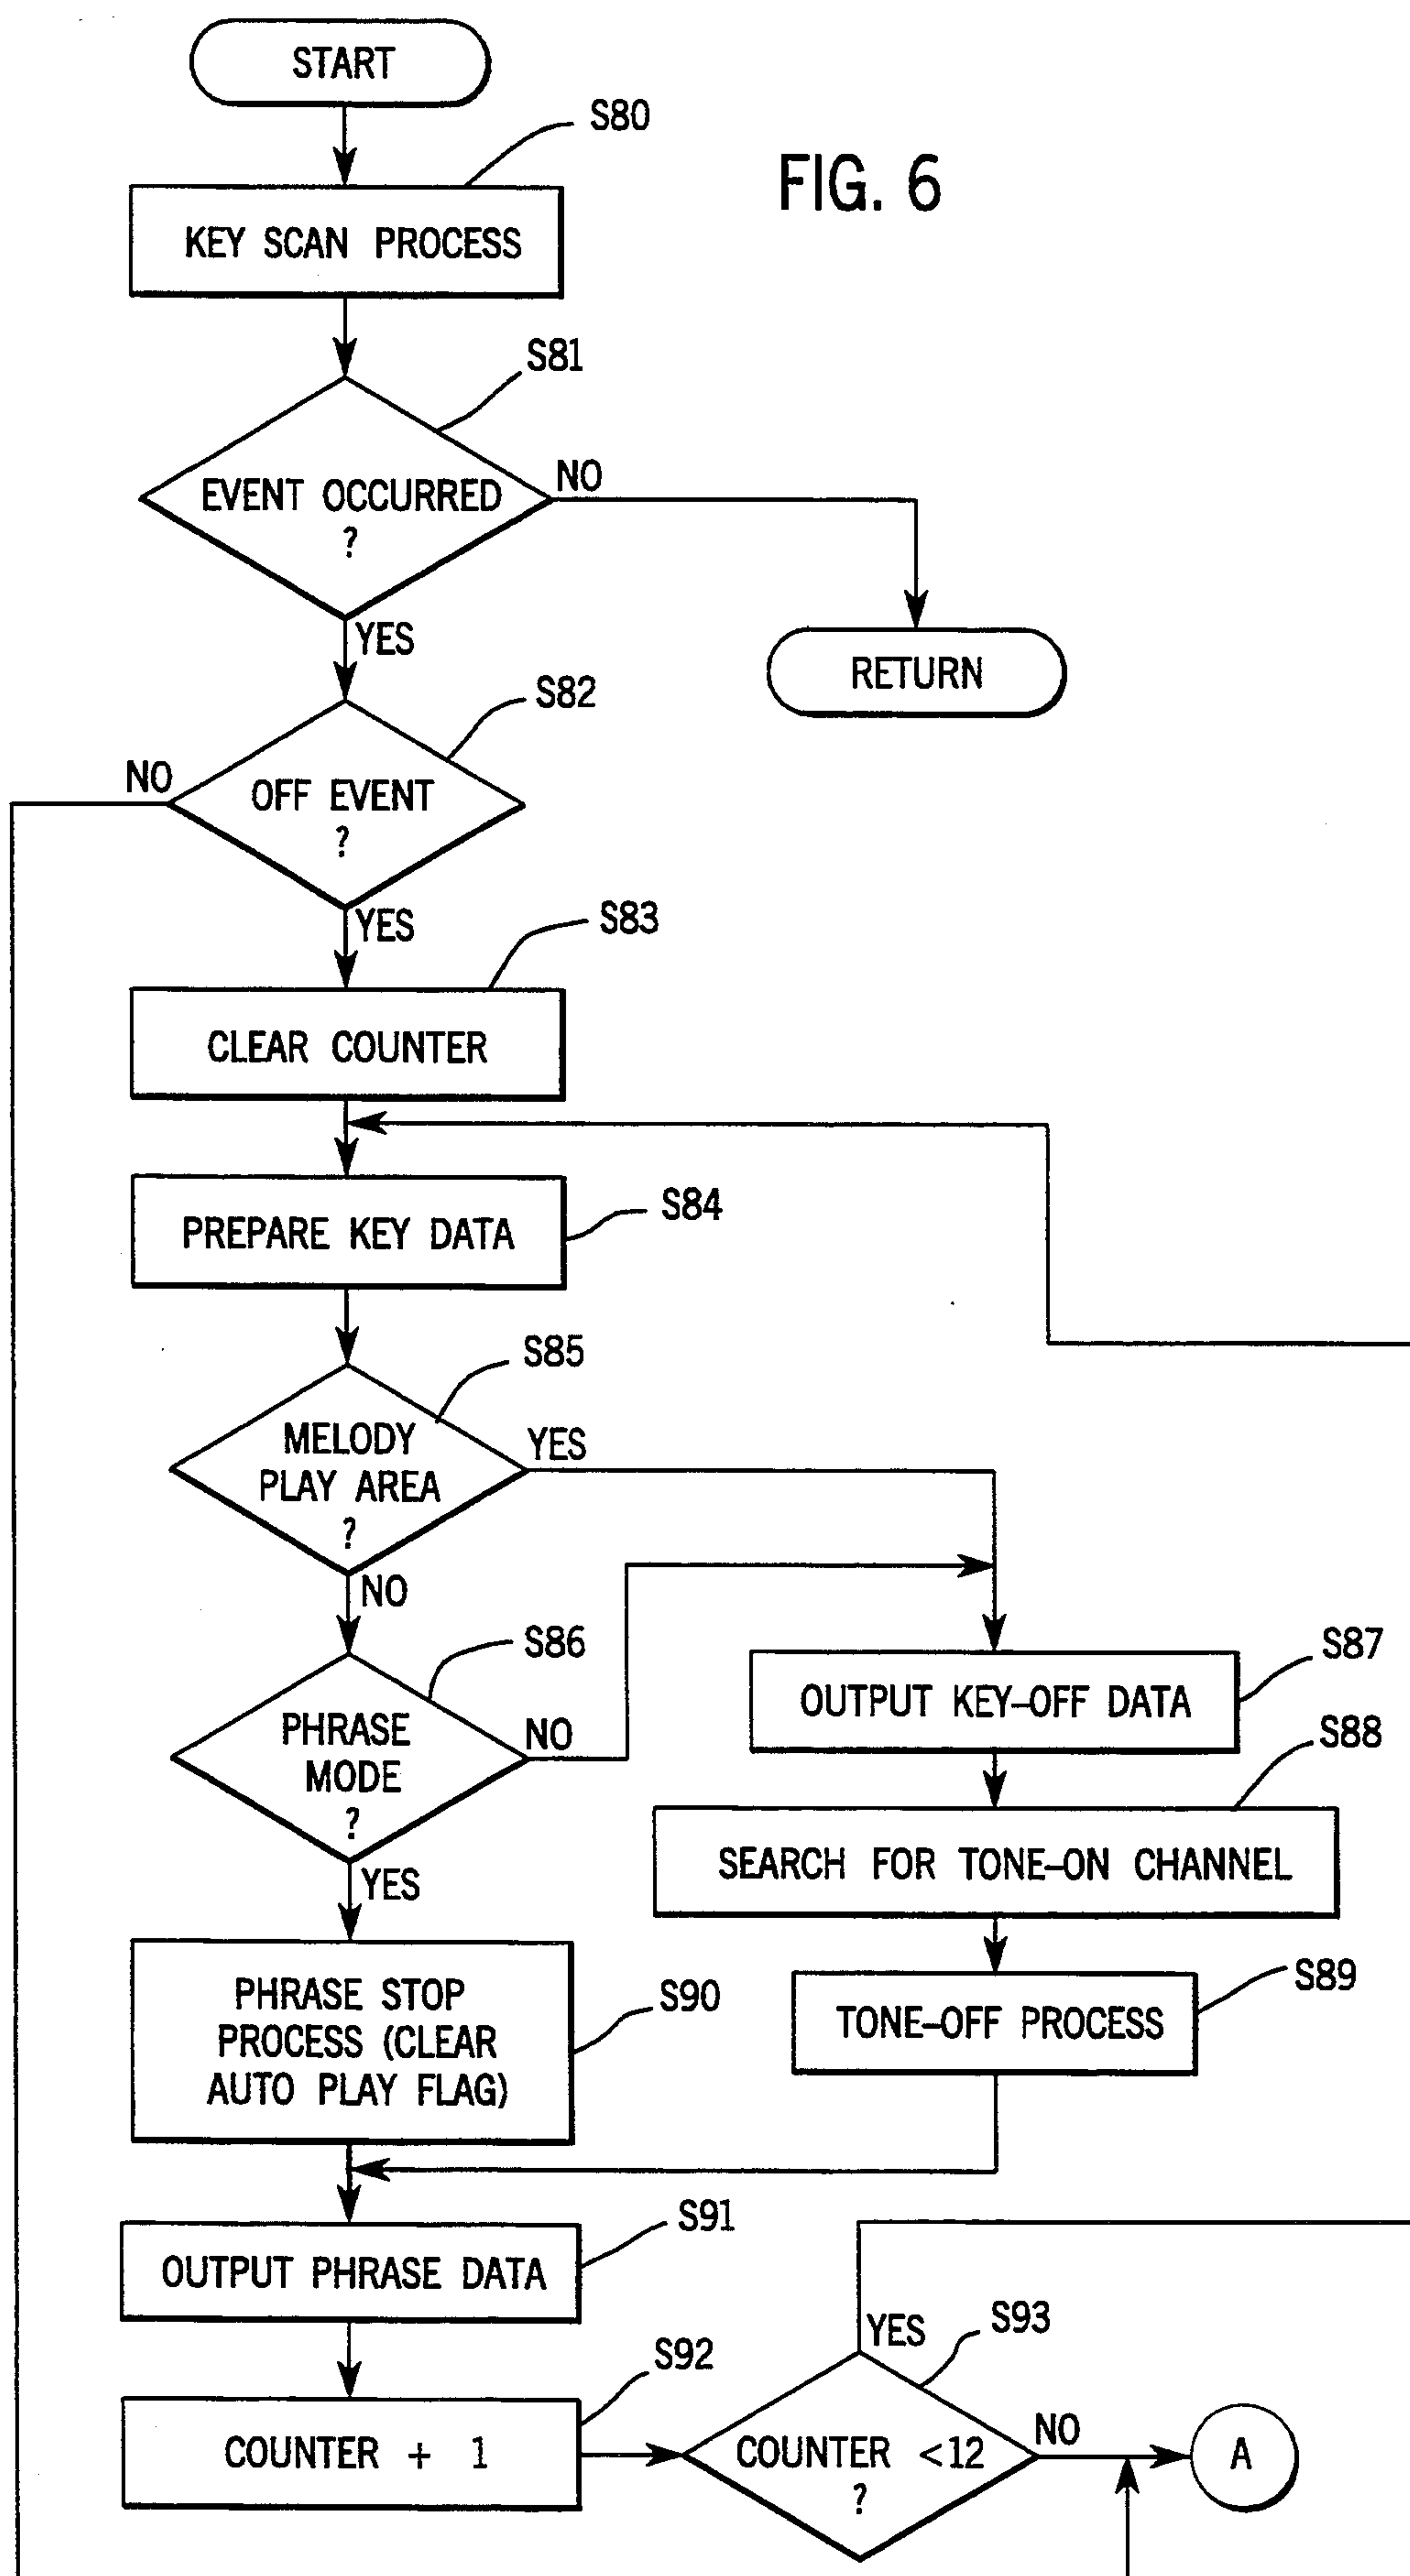 START
S80
FIG. 6
KEY SCAN PROCESS
S81
EVENT OCCURRED
?
NO
YES
RETURN
S82
NO
OFF EVENT
?
YES
S83
CLEAR COUNTER
S84
PREPARE KEY DATA
S85
MELODY
PLAY AREA
?
YES
NO
S86
PHRASE
MODE
?
NO
YES
S87
OUTPUT KEY-OFF DATA
S88
SEARCH FOR TONE-ON CHANNEL
S89
TONE-OFF PROCESS
S90
PHRASE STOP
PROCESS (CLEAR
AUTO PLAY FLAG)
S91
OUTPUT PHRASE DATA
S92
COUNTER + 1
S93
YES
COUNTER <12
?
NO
A